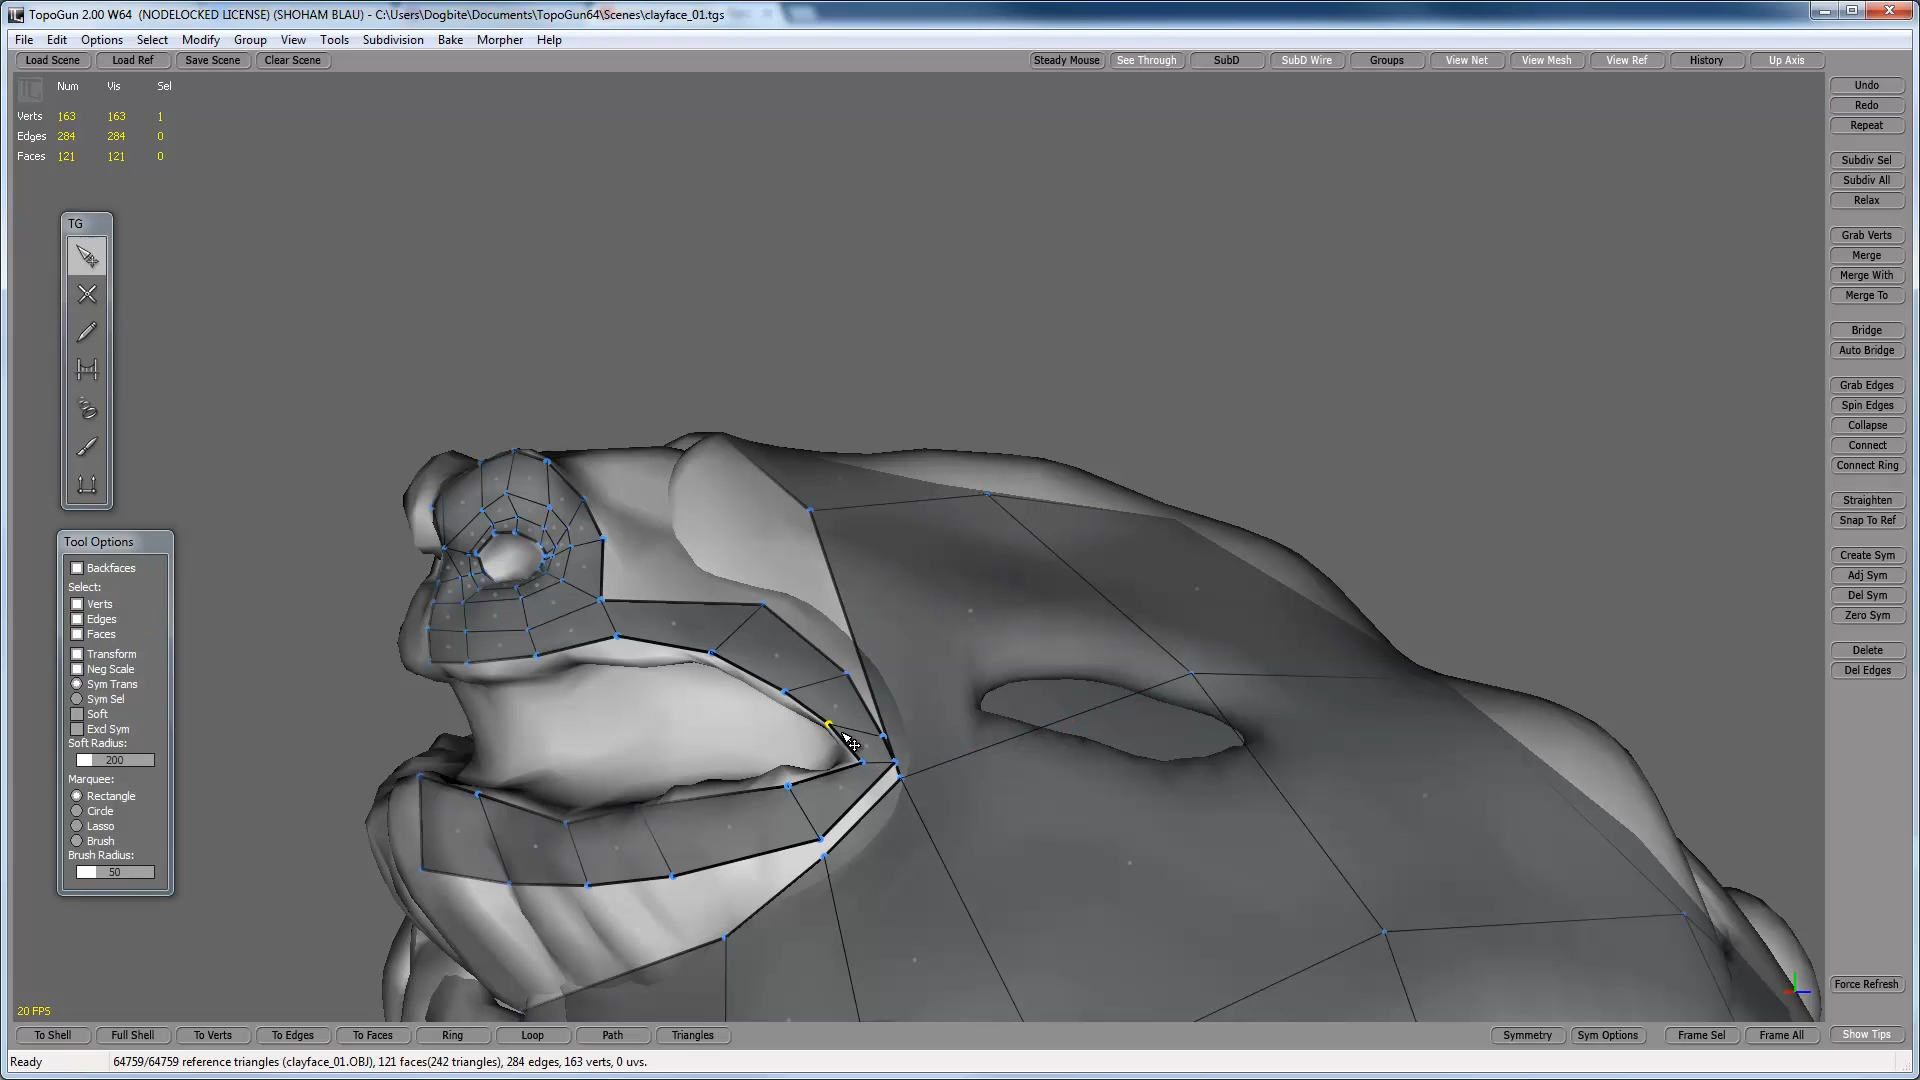 TopoGun 2.00 W64  (NODELOCKED LICENSE) (SHOHAM BLAU) - C:\Users\Dogbite\Documents\TopoGun64\Scenes\clayface_01.tgs
File Edit Options Select Modify Group View Tools Subdivision Bake Morpher Help
Load Scene Load Ref Save Scene Clear Scene Steady Mouse See Through SubD SubD Wire Groups View Net View Mesh View Ref History Up Axis
Num Vis Sel
Verts 163 163 1
Edges 284 284 0
Faces 121 121 0
TG
Tool Options
Backfaces
Select:
Verts
Edges
Faces
Transform
Neg Scale
Sym Trans
Sym Sel
Soft
Excl Sym
Soft Radius:
200
Marquee:
Rectangle
Circle
Lasso
Brush
Brush Radius:
50
Undo
Redo
Repeat
Subdiv Sel
Subdiv All
Relax
Grab Verts
Merge
Merge With
Merge To
Bridge
Auto Bridge
Grab Edges
Spin Edges
Collapse
Connect
Connect Ring
Straighten
Snap To Ref
Create Sym
Adj Sym
Del Sym
Zero Sym
Delete
Del Edges
Force Refresh
20 FPS
To Shell Full Shell To Verts To Edges To Faces Ring Loop Path Triangles Symmetry Sym Options Frame Sel Frame All Show Tips
Ready 64759/64759 reference triangles (clayface_01.OBJ), 121 faces(242 triangles), 284 edges, 163 verts, 0 uvs.